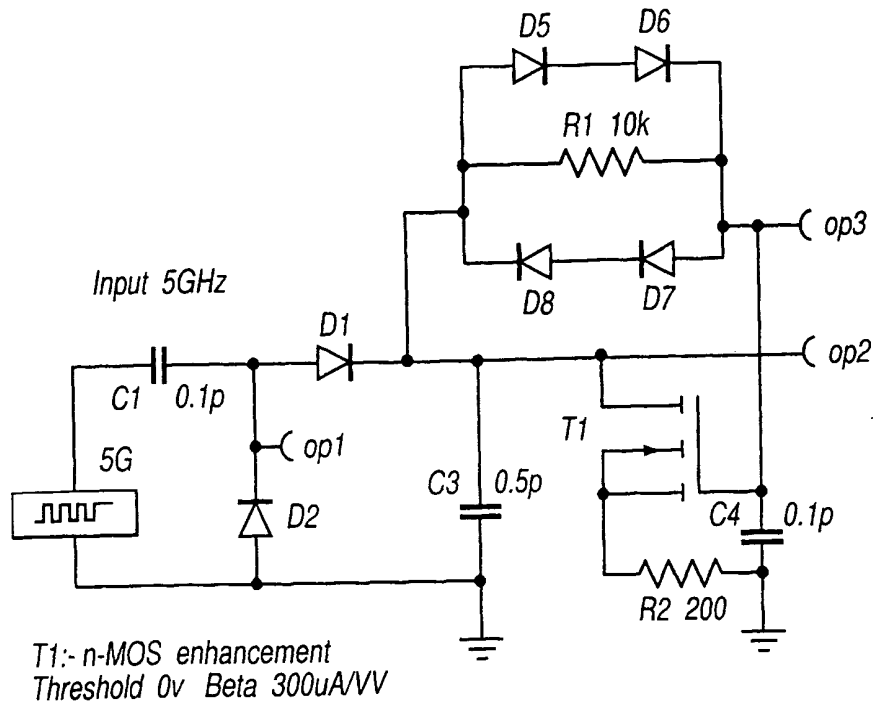 D5
D6
R1 10k
op3
Input 5GHz
D8
D7
D1
op2
C1
0.1p
T1
op1
5G
C3
0.5p
C4
0.1p
D2
R2 200
T1:- n-MOS enhancement
Threshold 0v Beta 300uA/VV